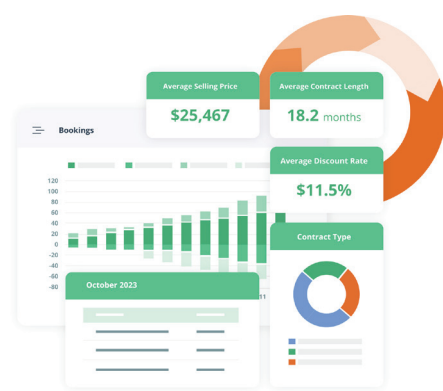 Average Selling Price
$25,467
Average Contract Length
18.2 months
Bookings
Average Discount Rate
$11.5%
120
100
80
60
40
20
0
-20
-40
-60
-80
11
Contract Type
October 2023